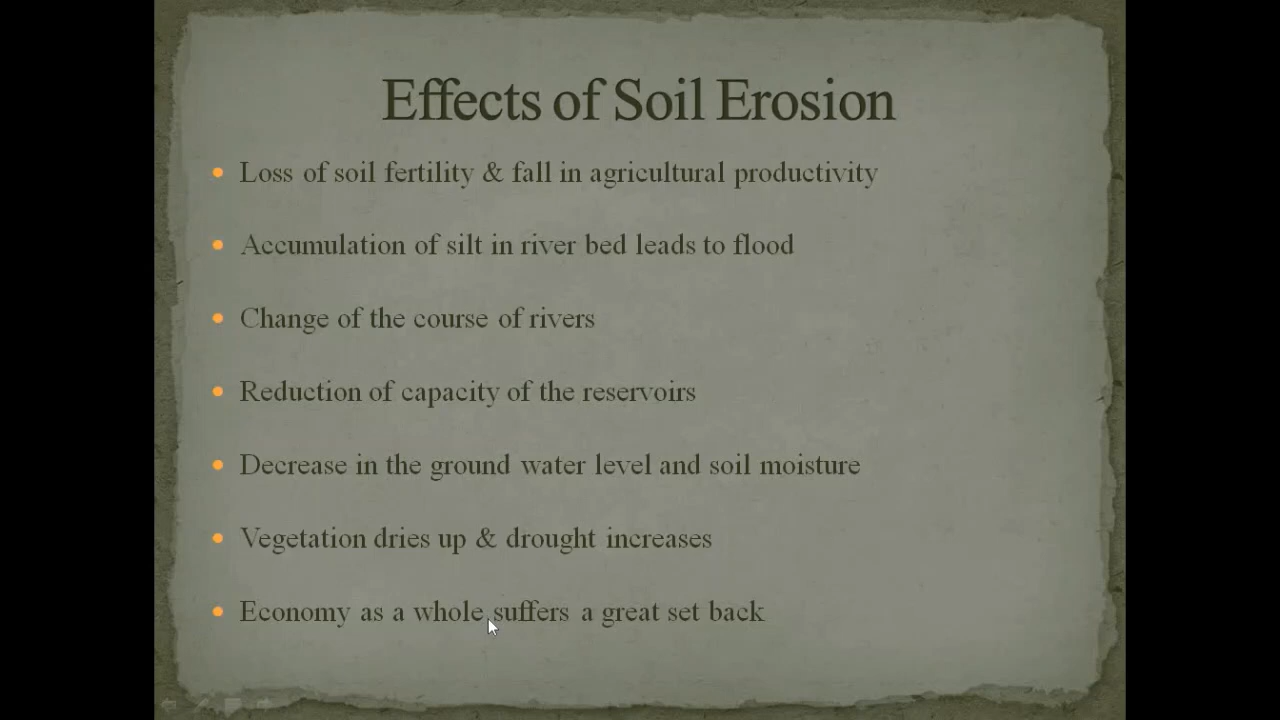 Effects of Soil Erosion
Loss of soil fertility & fall in agricultural productivity
Accumulation of silt in river bed leads to flood
Change of the course of rivers
Reduction of capacity of the reservoirs
Decrease in the ground water level and soil moisture
Vegetation dries up & drought increases
Economy as a whole suffers a great set back